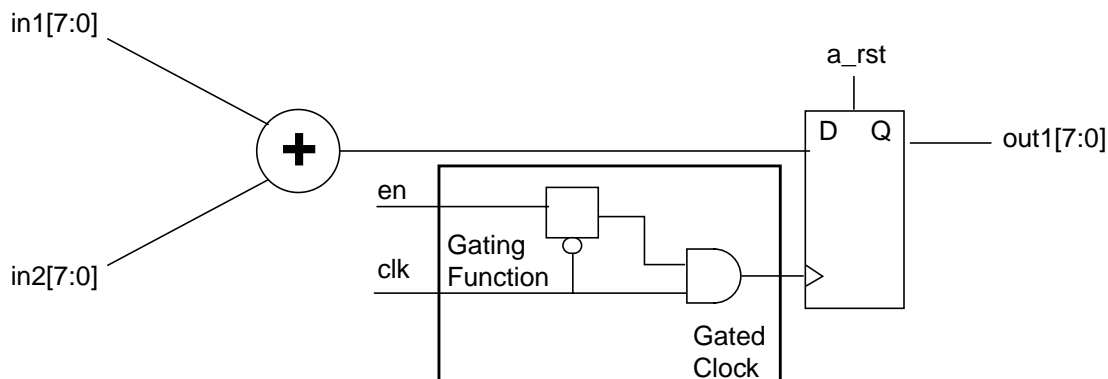 in1[7:0]
a_rst
+
D Q
out1[7:0]
en
Gating
Function
clk
in2[7:0]
Gated
Clock